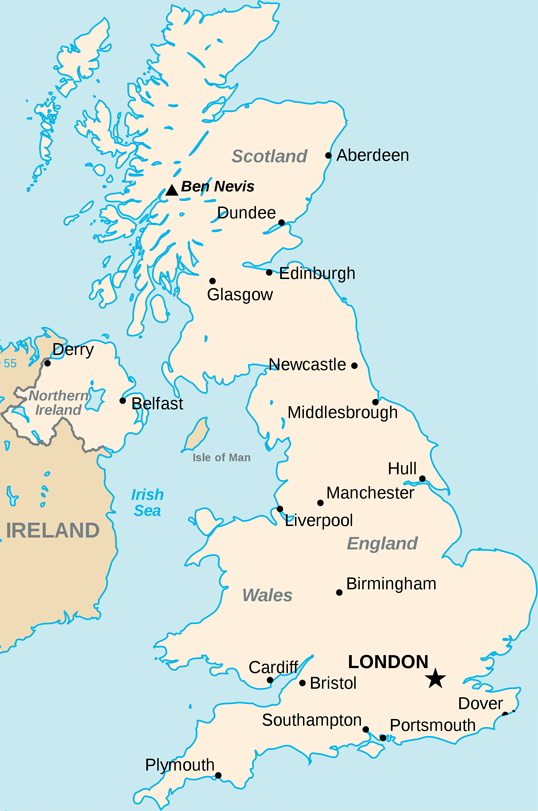 Scotland
Aberdeen
Ben Nevis
Dundee
Edinburgh
Glasgow
Derry
55
Newcastle
Northern
Ireland
Belfast
Middlesbrough
Isle of Man
Hull
Irish
Sea
Manchester
Liverpool
IRELAND
England
Birmingham
Wales
LONDON
Cardiff
Bristol
Dover
Southampton
Portsmouth
Plymouth